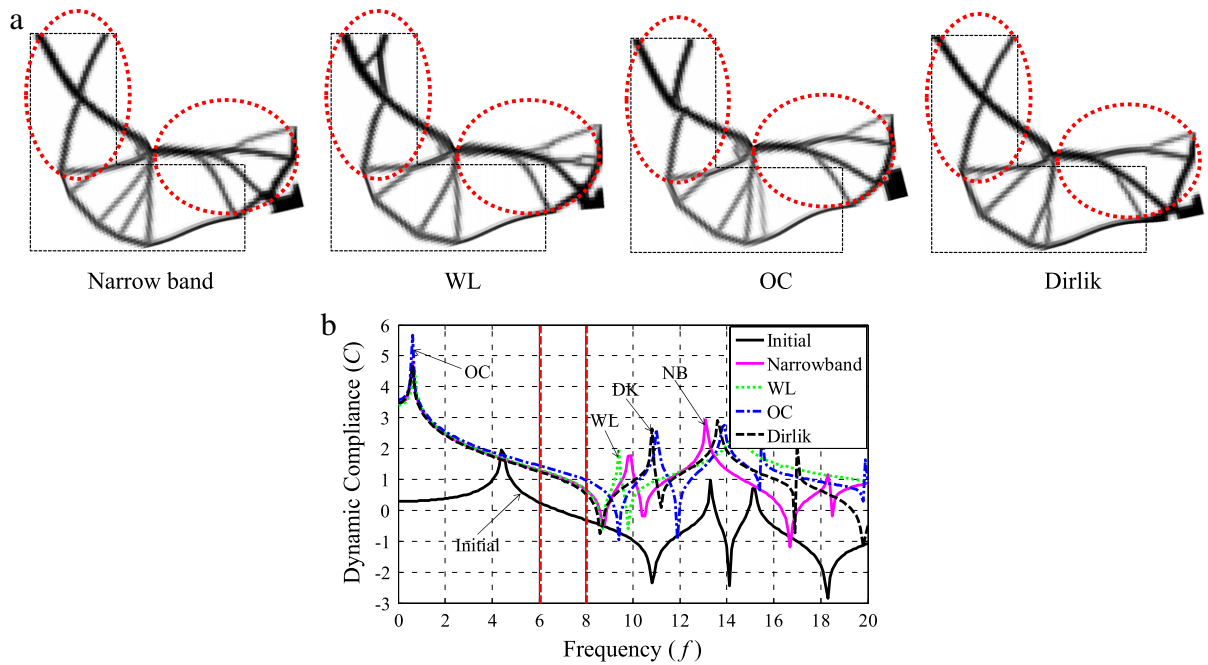 a
Narrow band
WL
OC
Dirlik
b
6
5
4
3
2
1
0
-1
-2
-3
Dynamic Compliance (C)
OC
WL
DK
NB
Initial
Initial
Narrowband
WL
OC
Dirlik
0 2 4 6 8 10 12 14 16 18 20
Frequency (f)